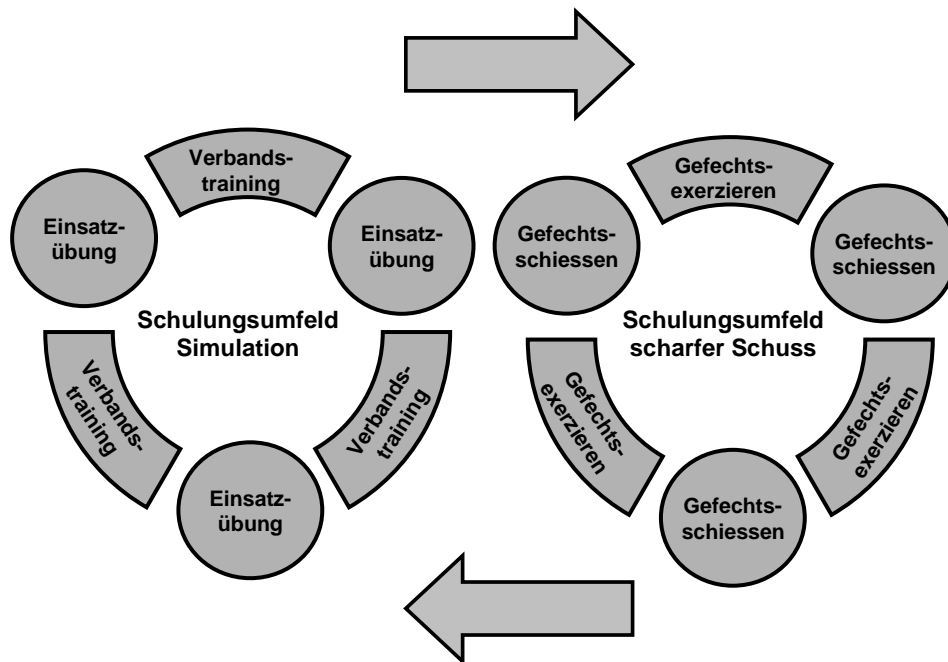 Verbands-
training
Einsatz-
übung
Einsatz-
übung
Schulungsumfeld
Simulation
Verbands-
training
Verbands-
training
Einsatz-
übung
Gefechts-
exerzieren
Gefechts-
schiessen
Gefechts-
schiessen
Schulungsumfeld
scharfer Schuss
Gefechts-
exerzieren
Gefechts-
exerzieren
Gefechts-
schiessen